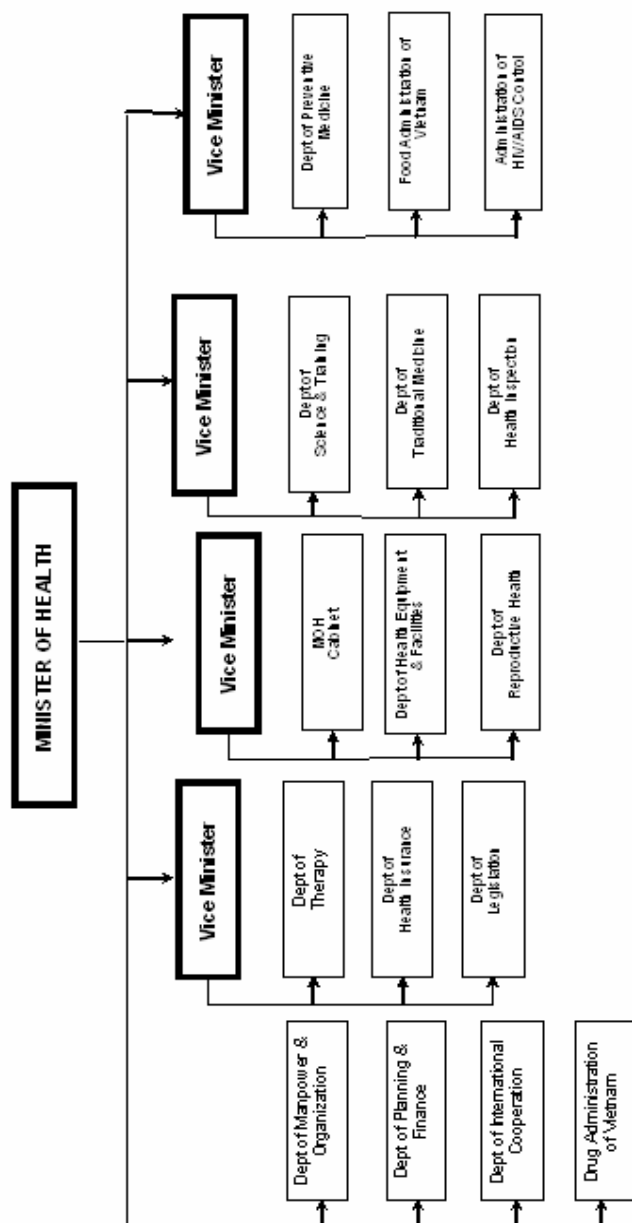 MINISTER OF HEALTH
Vice Minister
Vice Minister
Vice Minister
Vice Minister
Dept of Manpower &
Organization
Dept of Planning &
Finance
Dept of International
Cooperation
Drug Administration
of Vietnam
Dept of
Therapy
Dept of
Health Insurance
Dept of
Legislation
MOH
Cabinet
Dept of Health Equipment
& Facilities
Dept of
Reproductive Health
Dept of
Science & Training
Dept of
Traditional Medicine
Dept of
Health Inspection
Dept of Preventive
Medicine
Food Administration of
Vietnam
Administration of
HIV/AIDS Control